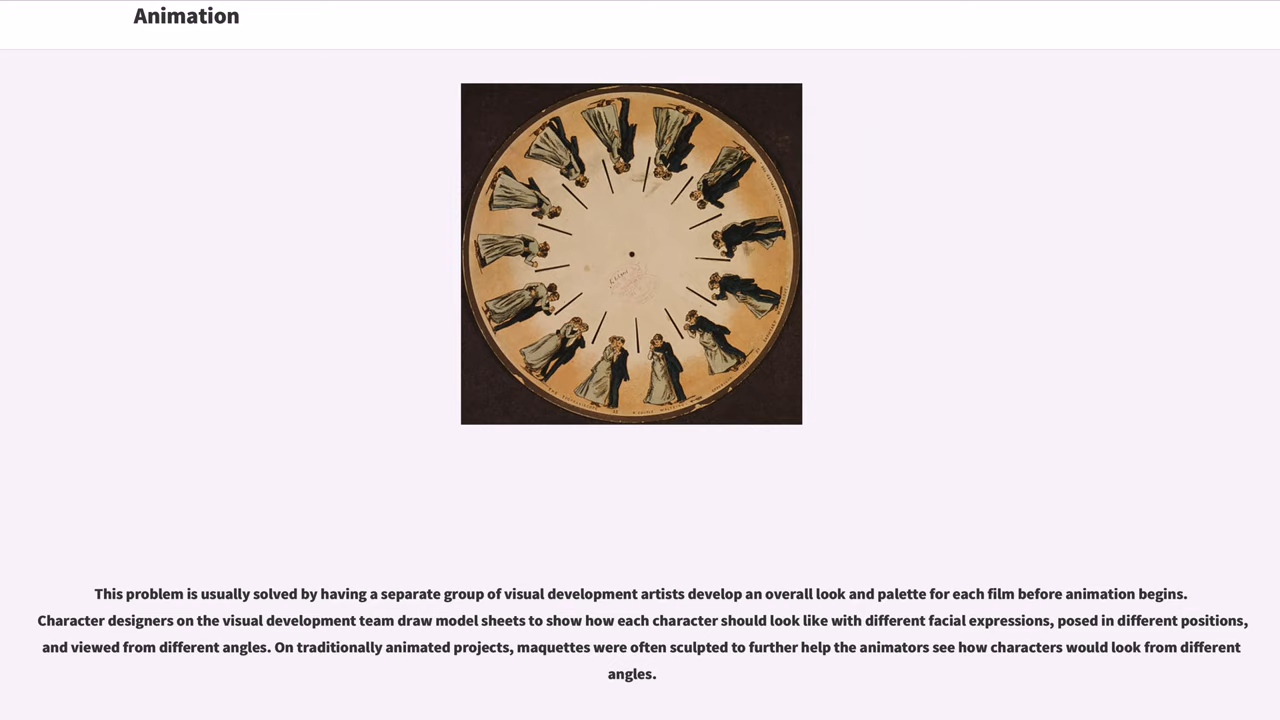 Animation
This problem is usually solved by having a separate group of visual development artists develop an overall look and palette for each film before animation begins.
Character designers on the visual development team draw model sheets to show how each character should look like with different facial expressions, posed in different positions,
and viewed from different angles. On traditionally animated projects, maquettes were often sculpted to further help the animators see how characters would look from different
angles.